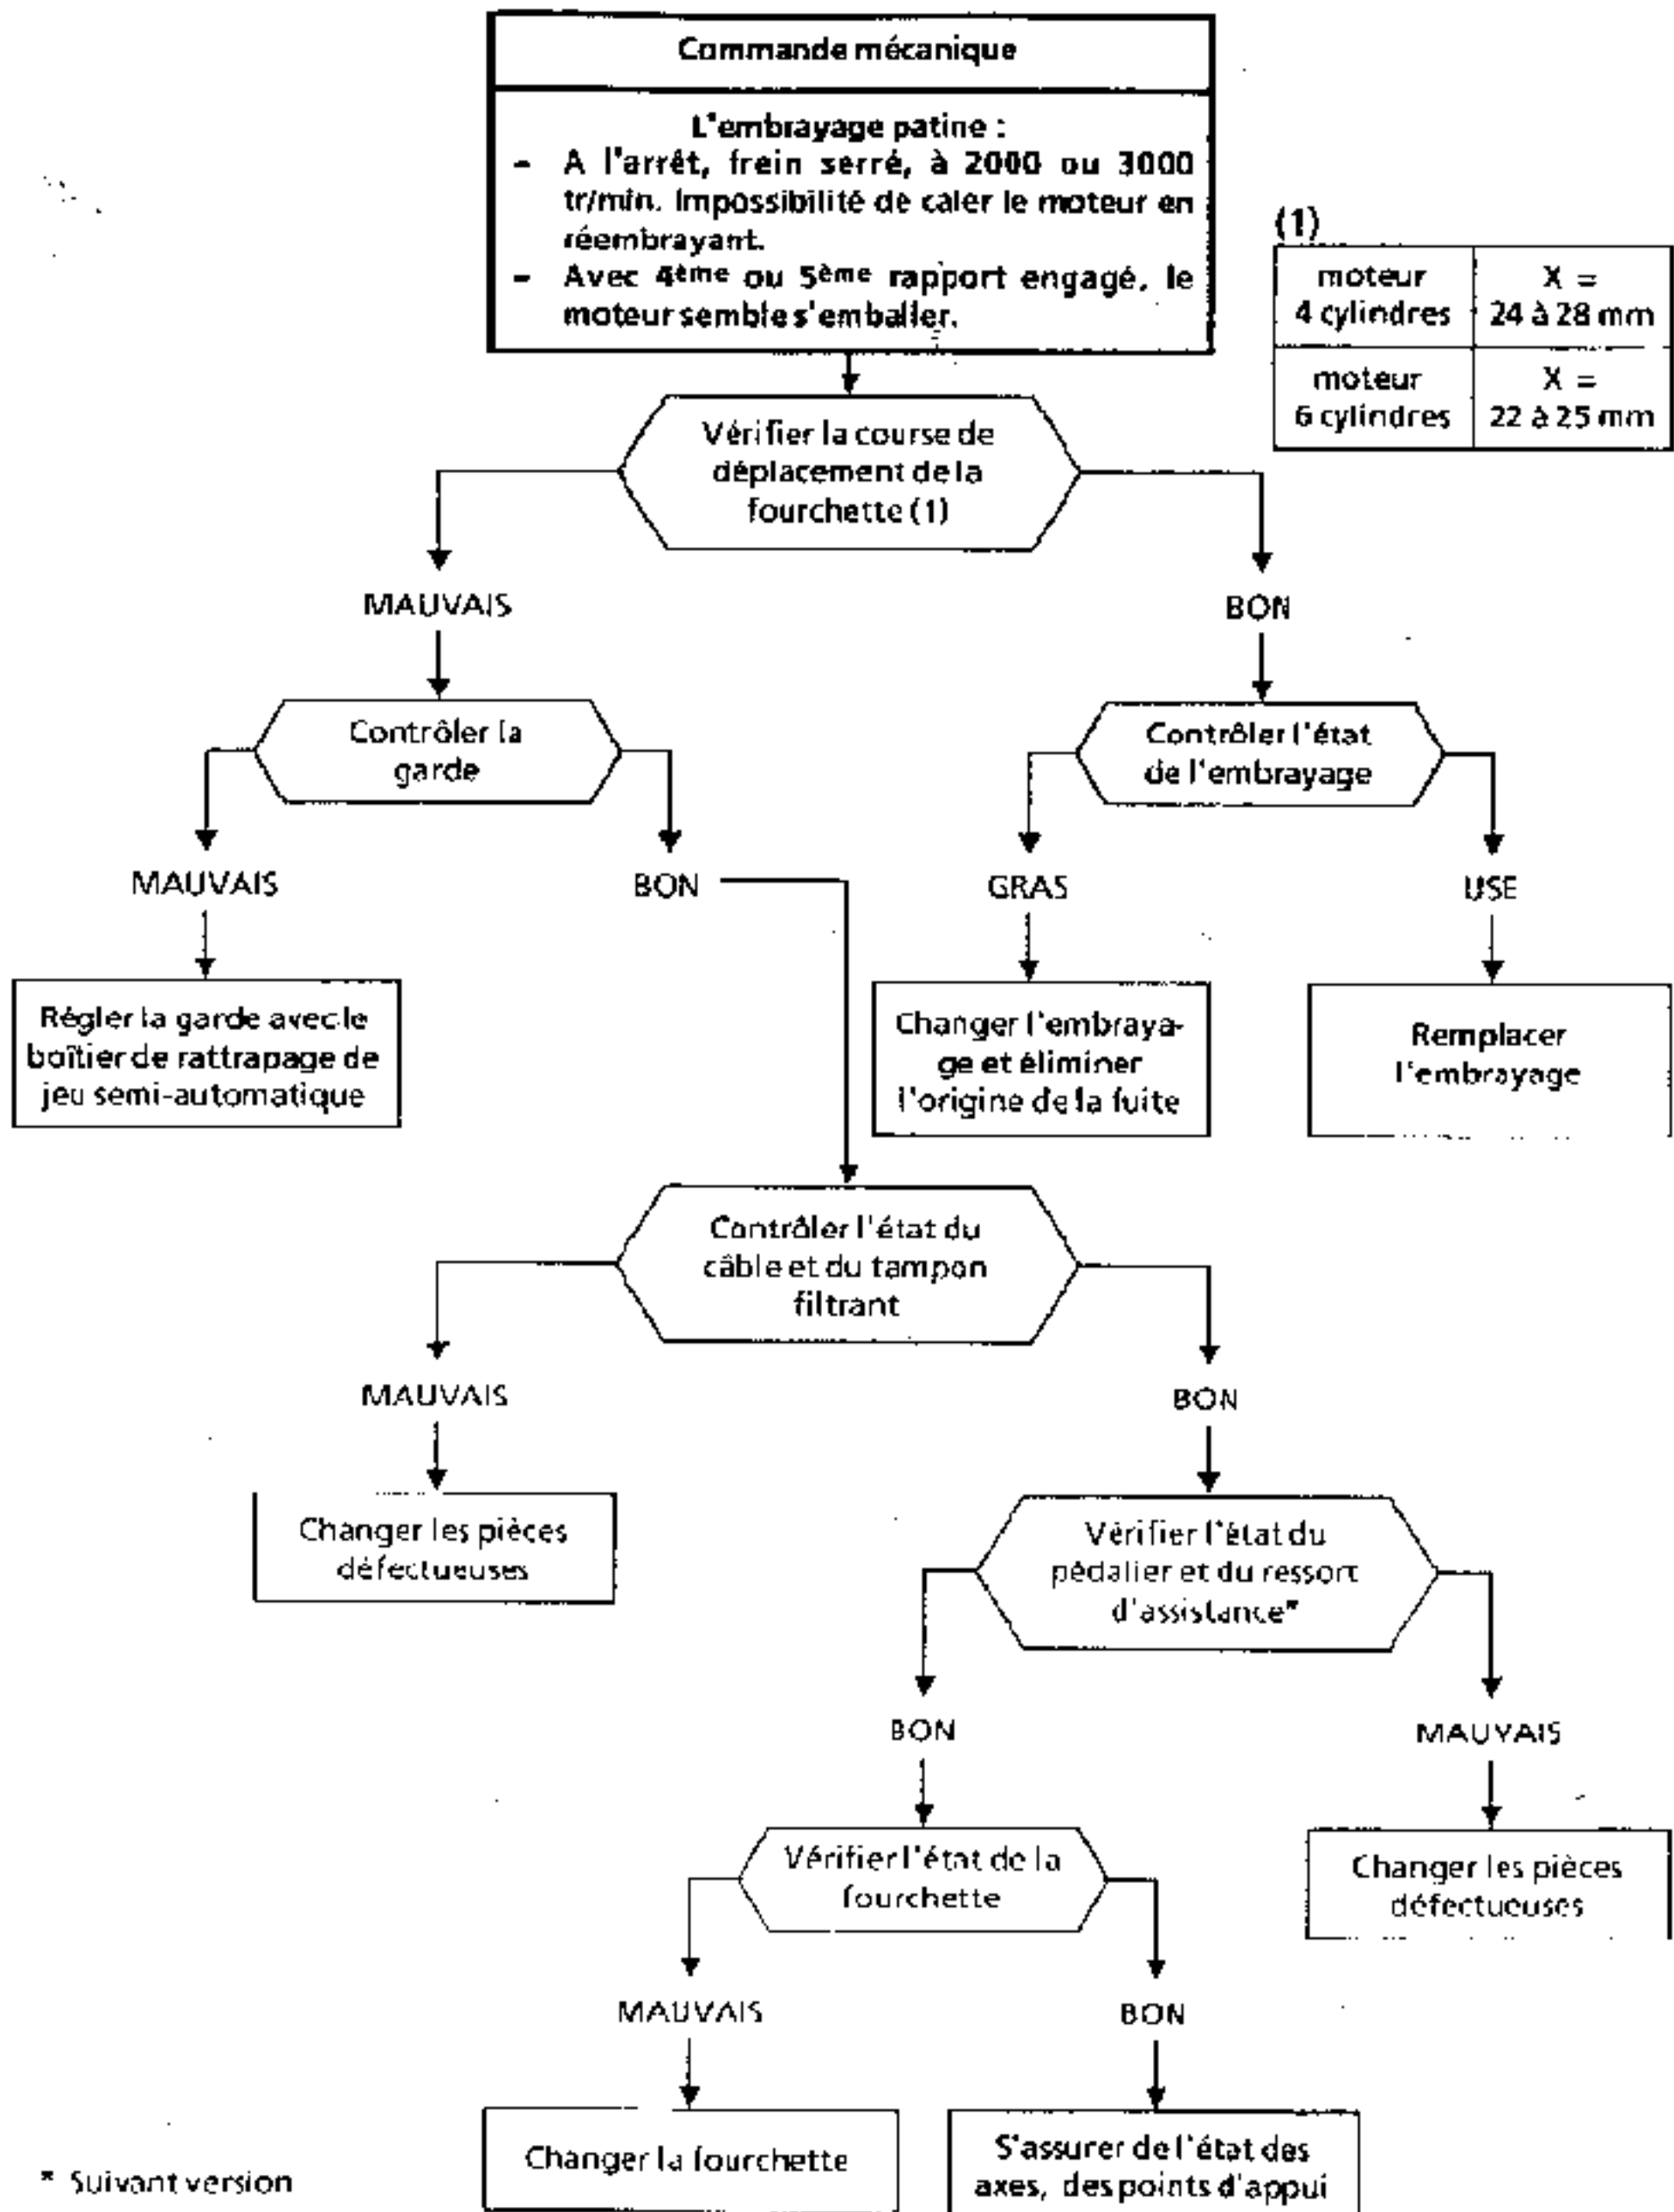 Commande mécanique
L'embrayage patine :
- A l'arrêt, frein serré, à 2000 ou 3000
tr/min. Impossibilité de caler le moteur en
réembrayant.
- Avec 4ème ou 5ème rapport engagé, le
moteur semble s'emballer.
(1)
moteur
4 cylindres
X =
24 à 28 mm
moteur
6 cylindres
X =
22 à 25 mm
Vérifier la course de
déplacement de la
fourchette (1)
MAUVAIS
BON
Contrôler la
garde
Contrôler l'état
de l'embrayage
MAUVAIS
BON
GRAS
USE
Régler la garde avec le
boîtier de rattrapage de
jeu semi-automatique
Changer l'embraya-
ge et éliminer
l'origine de la fuite
Remplacer
l'embrayage
Contrôler l'état du
câble et du tampon
filtrant
MAUVAIS
BON
Changer les pièces
défectueuses
Vérifier l'état du
pédalier et du ressort
d'assistance*
BON
MAUVAIS
Vérifier l'état de la
fourchette
Changer les pièces
défectueuses
MAUVAIS
BON
Changer la fourchette
S'assurer de l'état des
axes, des points d'appui
* Suivant version